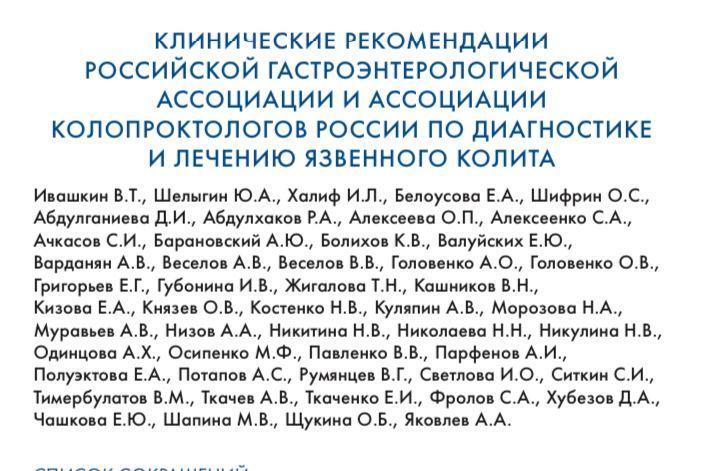 КЛИНИЧЕСКИЕ РЕКОМЕНДАЦИИ
РОССИЙСКОЙ ГАСТРОЭНТЕРОЛОГИЧЕСКОЙ
АССОЦИАЦИИ И АССОЦИАЦИИ
КОЛОПРОКТОЛОГОВ РОССИИ ПО ДИАГНОСТИКЕ
И ЛЕЧЕНИЮ ЯЗВЕННОГО КОЛИТА
Ивашкин В.Т., Шелыгин Ю.А., Халиф И.Л., Белоусова Е.А., Шифрин О.С.,
Абдулганиева Д.И., Абдулхаков Р.А., Алексеева О.П., Алексеенко С.А.,
Ачкасов С.И., Барановский А.Ю., Болихов К.В., Валуйских Е.Ю.,
Варданян А.В., Веселов А.В., Веселов В.В., Головенко А.О., Головенко О.В.,
Григорьев Е.Г., Губонина И.В., Жигалова Т.Н., Кашников В.Н.,
Кизова Е.А., Князев О.В., Костенко Н.В., Куляпин А.В., Морозова Н.А.,
Муравьев А.В., Низов А.А., Никитина Н.В., Николаева Н.Н., Никулина Н.В.,
Одинцова А.Х., Осипенко М.Ф., Павленко В.В., Парфенов А.И.,
Полуэктова Е.А., Потапов А.С., Румянцев В.Г., Светлова И.О., Ситкин С.И.,
Тимербулатов В.М., Ткачев А.В., Ткаченко Е.И., Фролов С.А., Хубезов Д.А.,
Чашкова Е.Ю., Шапина М.В., Щукина О.Б., Яковлев А.А.
СПИСОК СОКРАЩЕНИЙ